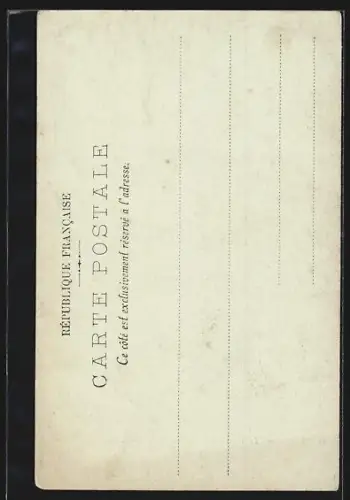 RÉPUBLIQUE FRANÇAISE
CARTE POSTALE
Ce côté est exclusivement réservé à l'adresse.